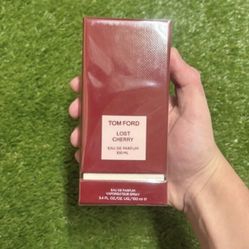 TOM FORD
LOST
CHERRY
EAU DE PARFUM
100 ML
EAU DE PARFUM
VAPORISATEUR SPRAY
3.4 FL.OZ./OZ. LIQ./100 ml ℮